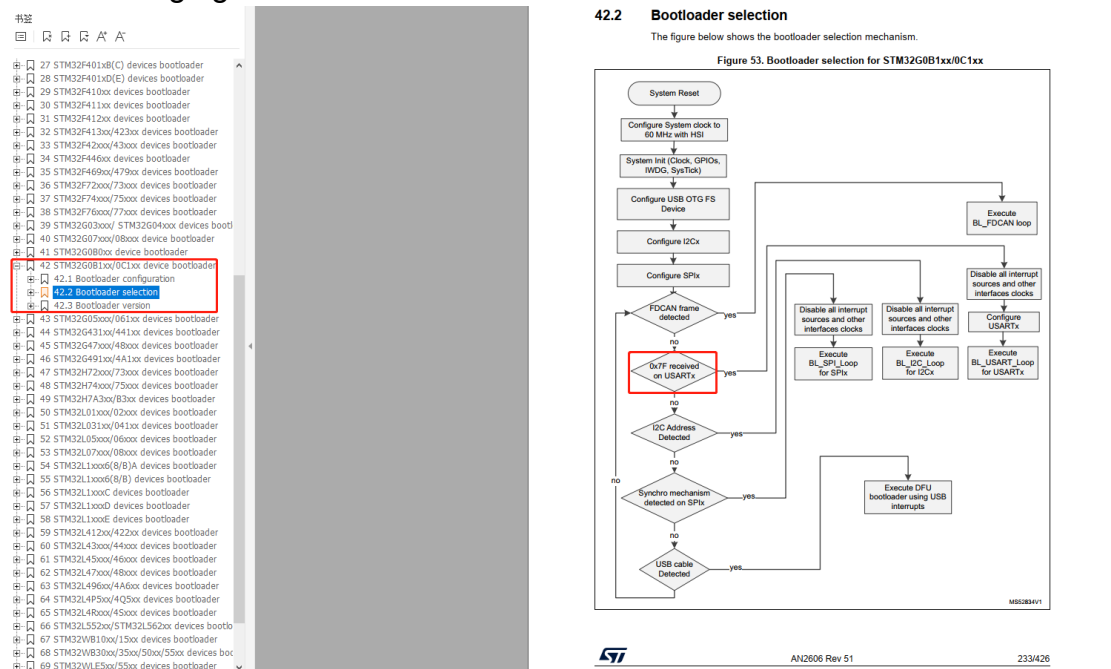 书签
27 STM32F401xB(C) devices bootloader
28 STM32F401xD(E) devices bootloader
29 STM32F410xx devices bootloader
30 STM32F411xx devices bootloader
31 STM32F412xx devices bootloader
32 STM32F413xx/423xx devices bootloader
33 STM32F42xxx/43xxx devices bootloader
34 STM32F446xx devices bootloader
35 STM32F469xx/479xx devices bootloader
36 STM32F72xxx/73xxx devices bootloader
37 STM32F74xxx/75xxx devices bootloader
38 STM32F76xxx/77xxx devices bootloader
39 STM32G03xxx/ STM32G04xxx devices bootl
40 STM32G07xxx/08xxx device bootloader
41 STM32G0B0xx device bootloader
42 STM32G0B1xx/0C1xx device bootloader
42.1 Bootloader configuration
42.2 Bootloader selection
42.3 Bootloader version
43 STM32G05xxx/061xx devices bootloader
44 STM32G431xx/441xx devices bootloader
45 STM32G47xxx/48xxx devices bootloader
46 STM32G491xx/4A1xx devices bootloader
47 STM32H72xxx/73xxx devices bootloader
48 STM32H74xxx/75xxx devices bootloader
49 STM32H7A3xx/B3xx devices bootloader
50 STM32L01xxx/02xxx devices bootloader
51 STM32L031xx/041xx devices bootloader
52 STM32L05xxx/06xxx devices bootloader
53 STM32L07xxx/08xxx devices bootloader
54 STM32L1xxx6(8/B)A devices bootloader
55 STM32L1xxx6(8/B) devices bootloader
56 STM32L1xxxC devices bootloader
57 STM32L1xxxD devices bootloader
58 STM32L1xxxE devices bootloader
59 STM32L412xx/422xx devices bootloader
60 STM32L43xxx/44xxx devices bootloader
61 STM32L45xxx/46xxx devices bootloader
62 STM32L47xxx/48xxx devices bootloader
63 STM32L496xx/4A6xx devices bootloader
64 STM32L4P5xx/4Q5xx devices bootloader
65 STM32L4Rxxx/4Sxxx devices bootloader
66 STM32L552xx/STM32L562xx devices bootlo
67 STM32WB10xx/15xx devices bootloader
68 STM32WB30xx/35xx/50xx/55xx devices boo
69 STM32WLE5xx/55xx devices bootloader
42.2 Bootloader selection
The figure below shows the bootloader selection mechanism.
Figure 53. Bootloader selection for STM32G0B1xx/0C1xx
System Reset
Configure System clock to
60 MHz with HSI
System Init (Clock, GPIOs,
IWDG, SysTick)
Configure USB OTG FS
Device
Configure I2Cx
Configure SPIx
FDCAN frame
detected
yes
no
0x7F received
on USARTx
yes
no
I2C Address
Detected
yes
no
Synchro mechanism
detected on SPIx
yes
no
USB cable
Detected
yes
no
Execute
BL_FDCAN loop
Disable all interrupt
sources and other
interfaces clocks
Configure
USARTx
Execute
BL_USART_Loop
for USARTx
Disable all interrupt
sources and other
interfaces clocks
Execute
BL_I2C_Loop
for I2Cx
Disable all interrupt
sources and other
interfaces clocks
Execute
BL_SPI_Loop
for SPIx
Execute DFU
bootloader using USB
interrupts
MS52834V1
ST
AN2606 Rev 51
233/426